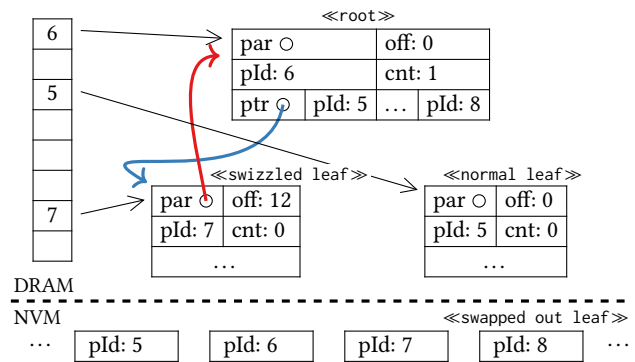 ≪root≫
6
par
off: 0
pId: 6
cnt: 1
5
ptr
pId: 5
...
pId: 8
≪swizzled leaf≫
≪normal leaf≫
7
par
off: 12
par
off: 0
pId: 7
cnt: 0
pId: 5
cnt: 0
...
...
DRAM
NVM
≪swapped out leaf≫
...
pId: 5
pId: 6
pId: 7
pId: 8
...